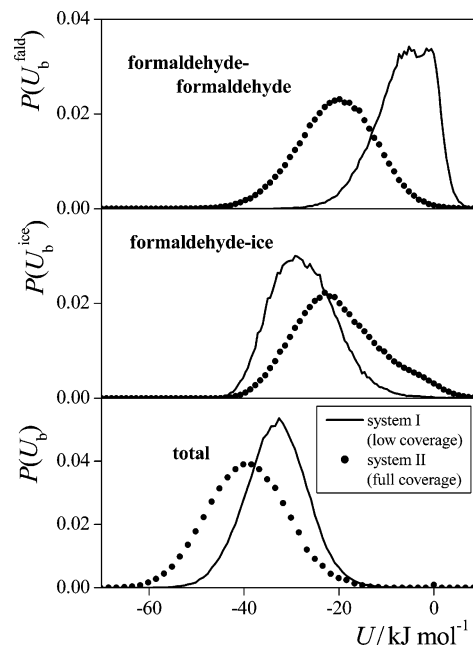 P(U_b^fald)
0.04
0.02
0.00
formaldehyde-
formaldehyde
P(U_b^ice)
0.02
0.00
formaldehyde-ice
P(U_b)
0.04
0.02
0.00
total
system I
(low coverage)
system II
(full coverage)
-60 -40 -20 0
U/kJ mol⁻¹